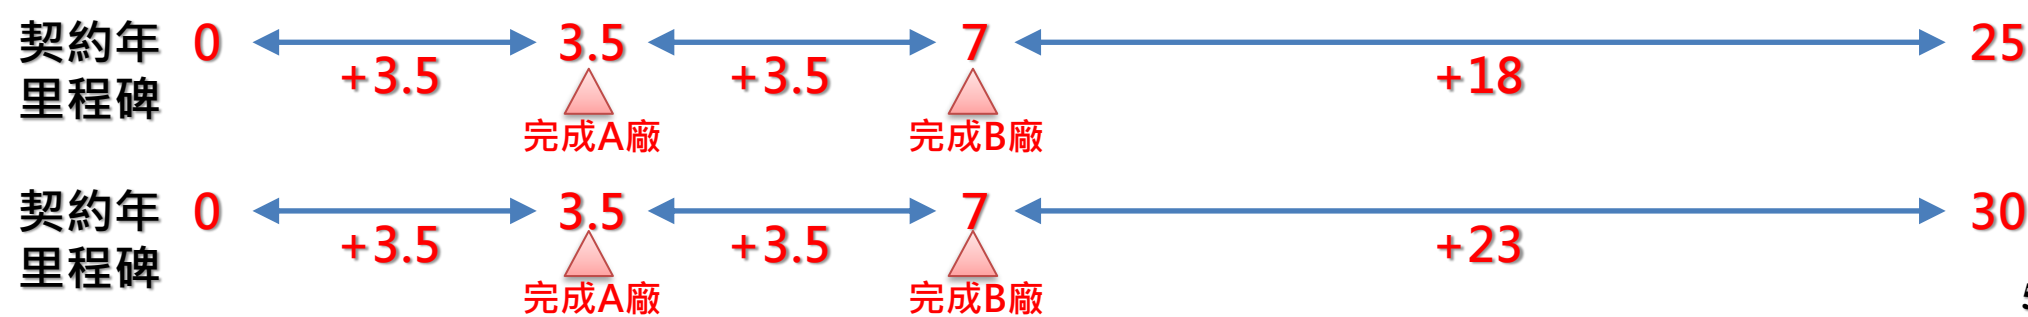 契約年 0 3.5 7 25
里程碑 +3.5 +3.5 +18
完成A廠 完成B廠
契約年 0 3.5 7 30
里程碑 +3.5 +3.5 +23
完成A廠 完成B廠